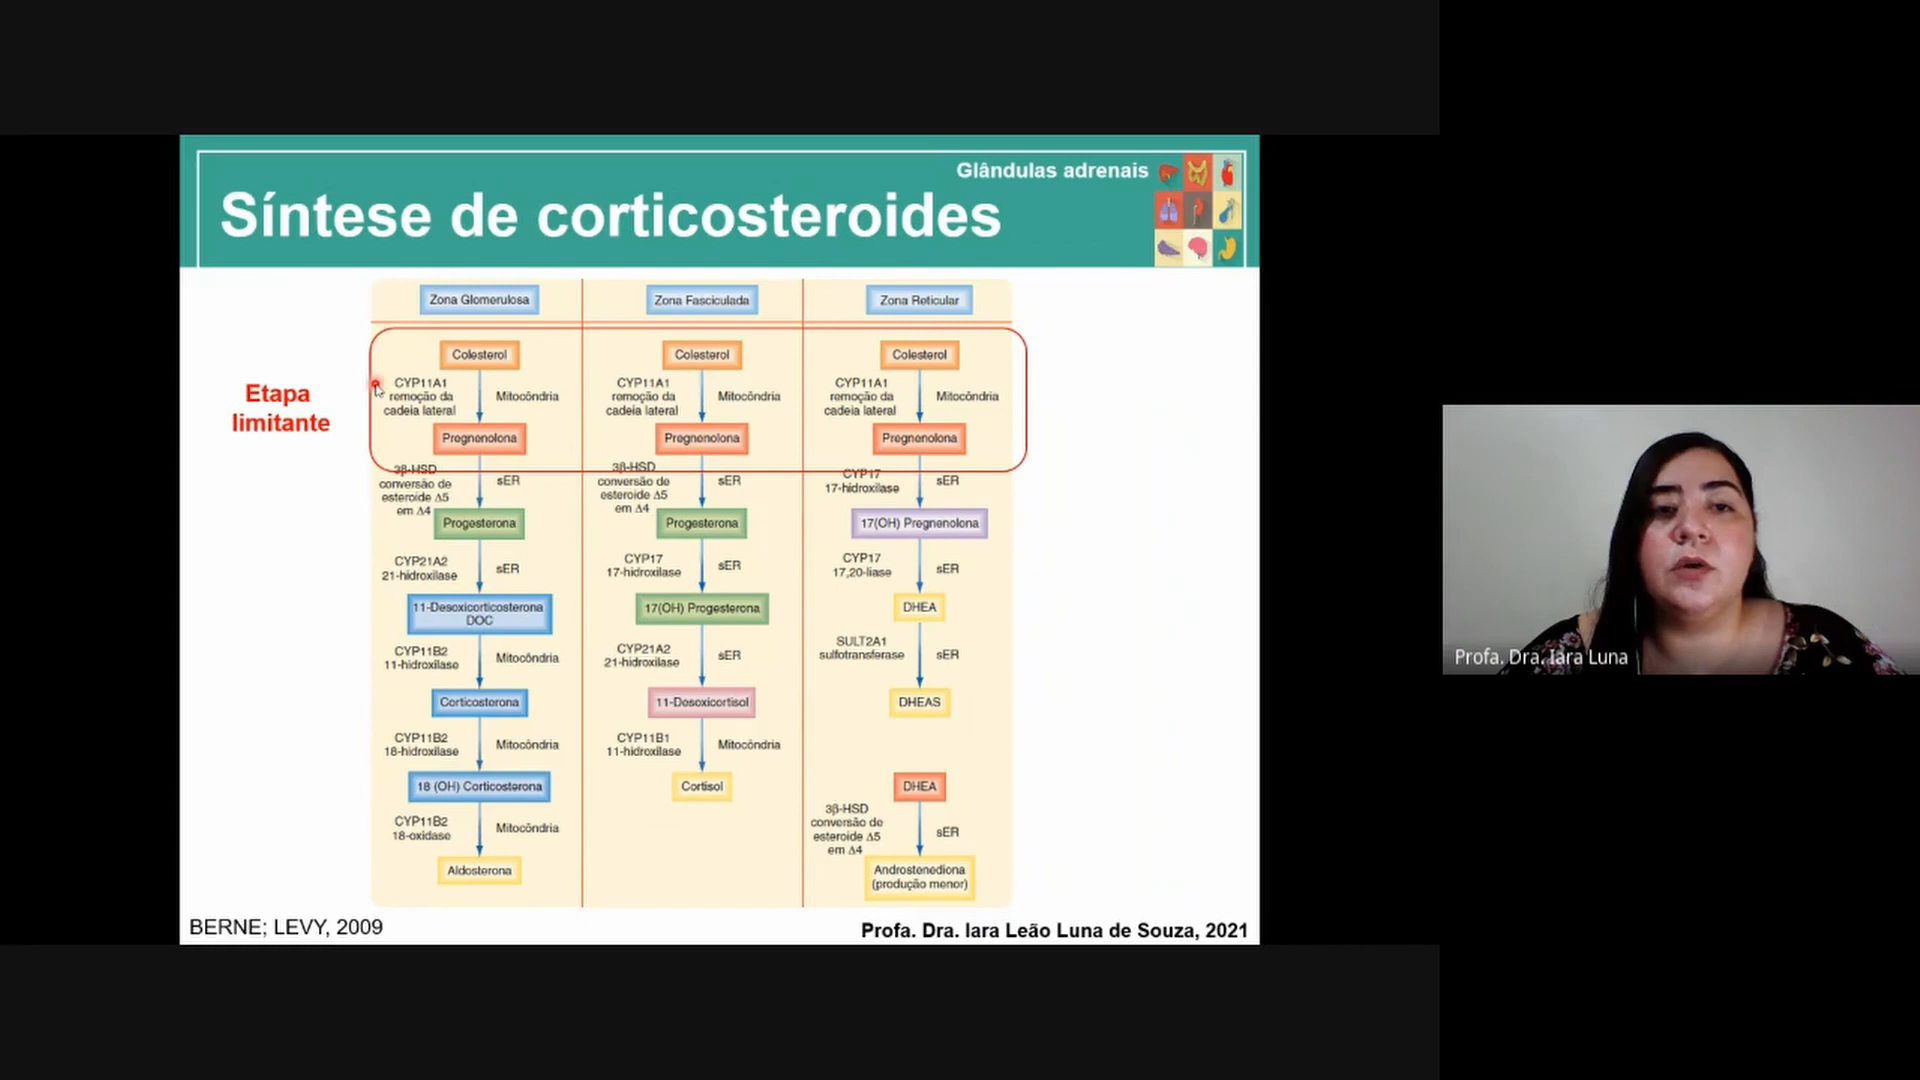 Glândulas adrenais
Síntese de corticosteroides
Etapa
limitante
Zona Glomerulosa
Colesterol
CYP11A1
remoção da
cadeia lateral
Mitocôndria
Pregnenolona
3β-HSD
conversão de
esteroide Δ5
em Δ4
sER
Progesterona
CYP21A2
21-hidroxilase
sER
11-Desoxicorticosterona
DOC
CYP11B2
11-hidroxilase
Mitocôndria
Corticosterona
CYP11B2
18-hidroxilase
Mitocôndria
18 (OH) Corticosterona
CYP11B2
18-oxidase
Mitocôndria
Aldosterona
Zona Fasciculada
Colesterol
CYP11A1
remoção da
cadeia lateral
Mitocôndria
Pregnenolona
3β-HSD
conversão de
esteroide Δ5
em Δ4
sER
Progesterona
CYP17
17-hidroxilase
sER
17(OH) Progesterona
CYP21A2
21-hidroxilase
sER
11-Desoxicortisol
CYP11B1
11-hidroxilase
Mitocôndria
Cortisol
Zona Reticular
Colesterol
CYP11A1
remoção da
cadeia lateral
Mitocôndria
Pregnenolona
CYP17
17-hidroxilase
sER
17(OH) Pregnenolona
CYP17
17,20-liase
sER
DHEA
SULT2A1
sulfotransferase
sER
DHEAS
DHEA
3β-HSD
conversão de
esteroide Δ5
em Δ4
sER
Androstenediona
(produção menor)
BERNE; LEVY, 2009
Profa. Dra. Iara Leão Luna de Souza, 2021
Profa. Dra. Iara Luna